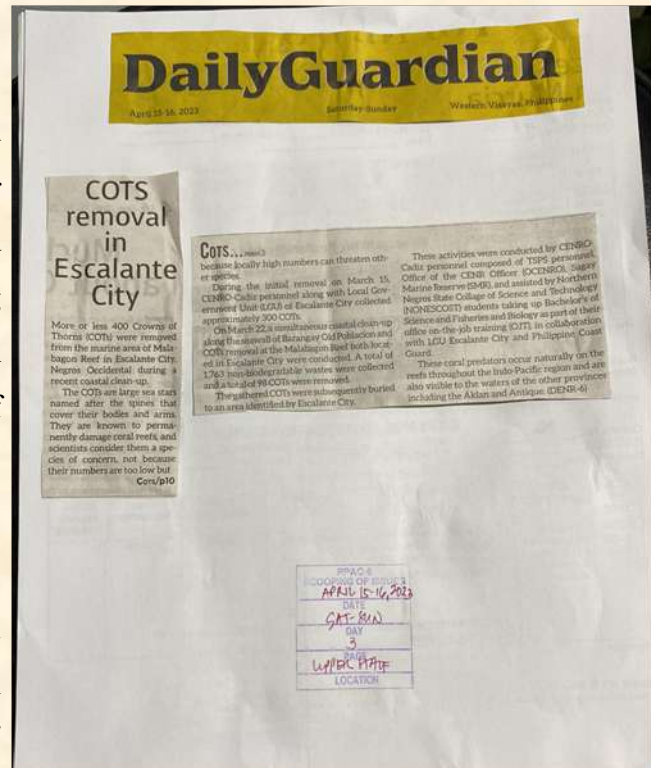 DailyGuardian
April 15-16, 2023 Saturday-Sunday Western, Visayas, Philippines
COTS
removal
in
Escalante
City
More or less 400 Crowns of
Thorns (COTs) were removed
from the marine area of Mala-
bagon Reef in Escalante City,
Negros Occidental during a
recent coastal clean-up.
The COTs are large sea stars
named after the spines that
cover their bodies and arms.
They are known to perma-
nently damage coral reefs, and
scientists consider them a spe-
cies of concern, not because
their numbers are too low but
Cots/p10
COTS...
because locally high numbers can threaten oth-
er species.
During the initial removal on March 15,
CENRO-Cadiz personnel along with Local Gov-
ernment Unit (LGU) of Escalante City collected
approximately 300 COTs.
On March 22, a simultaneous coastal clean-up
along the seawall of Barangay Old Poblacion and
COTs removal at the Malabagon Reef both locat-
ed in Escalante City were conducted. A total of
1,763 non-biodegradable wastes were collected
and a total of 98 COTs were removed.
The gathered COTs were subsequently buried
to an area identified by Escalante City.
These activities were conducted by CENRO-
Cadiz personnel composed of TSPS personnel,
Office of the CENR Officer (OCENRO), Sagay
Marine Reserve (SMR), and assisted by Northern
Negros State College of Science and Technology
(NONESCOST) students taking up Bachelor's of
Science and Fisheries and Biology as part of their
office on-the-job training (OJT), in collaboration
with LGU Escalante City and Philippine Coast
Guard.
These coral predators occur naturally on the
reefs throughout the Indo-Pacific region and are
also visible to the waters of the other provinces
including the Aklan and Antique. (DENR-6)
SCOOPING OF ISSUES
APRIL 15-16, 2023
DATE
SAT-SUN
DAY
3
PAGE
UPPER HALF
LOCATION